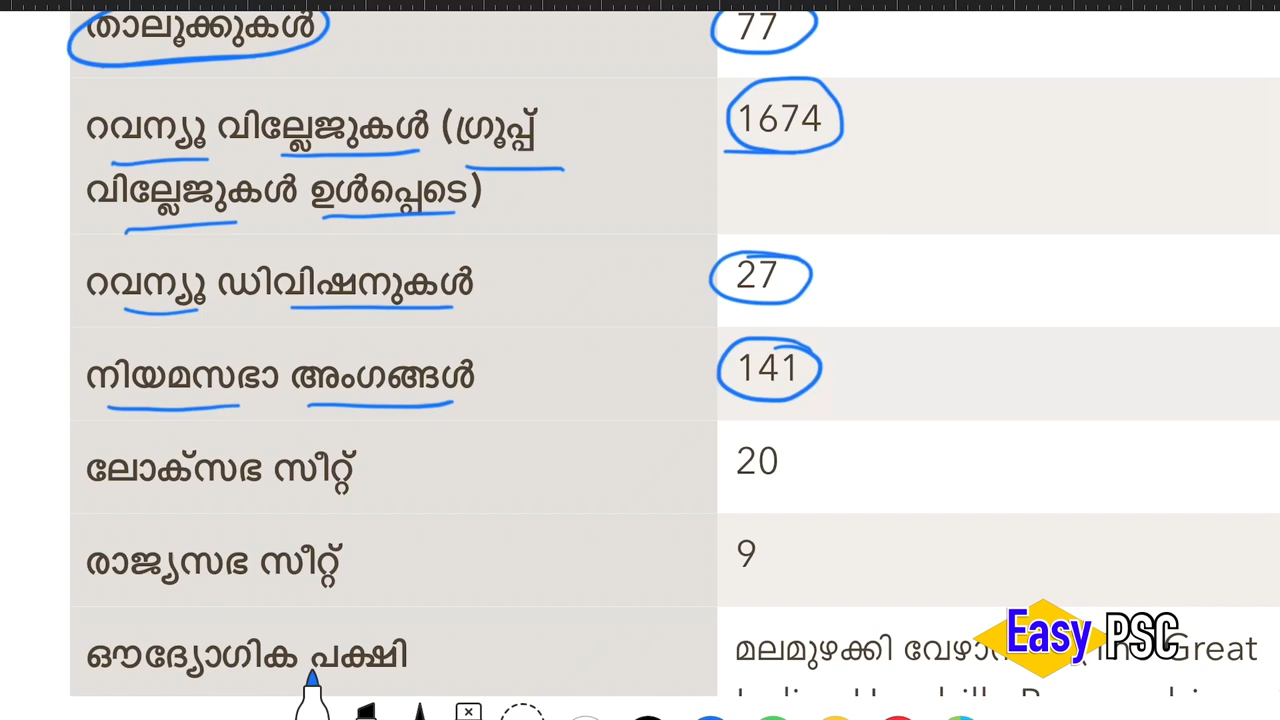 താലൂക്കുകൾ 77
റവന്യൂ വില്ലേജുകൾ (ഗ്രൂപ്പ് 1674
വില്ലേജുകൾ ഉൾപ്പെടെ)
റവന്യൂ ഡിവിഷനുകൾ 27
നിയമസഭാ അംഗങ്ങൾ 141
ലോക്സഭ സീറ്റ് 20
രാജ്യസഭ സീറ്റ് 9
ഔദ്യോഗിക പക്ഷി മലമുഴക്കി Great
Easy PSC